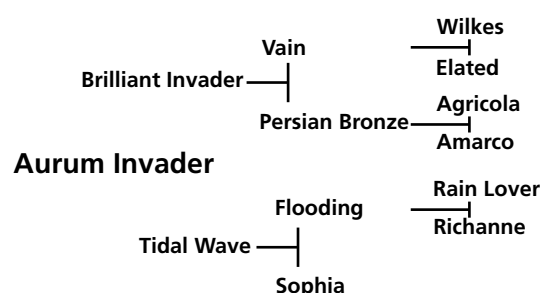 Wilkes
Vain
Elated
Brilliant Invader
Agricola
Persian Bronze
Amarco
Aurum Invader
Rain Lover
Flooding
Richanne
Tidal Wave
Sophia